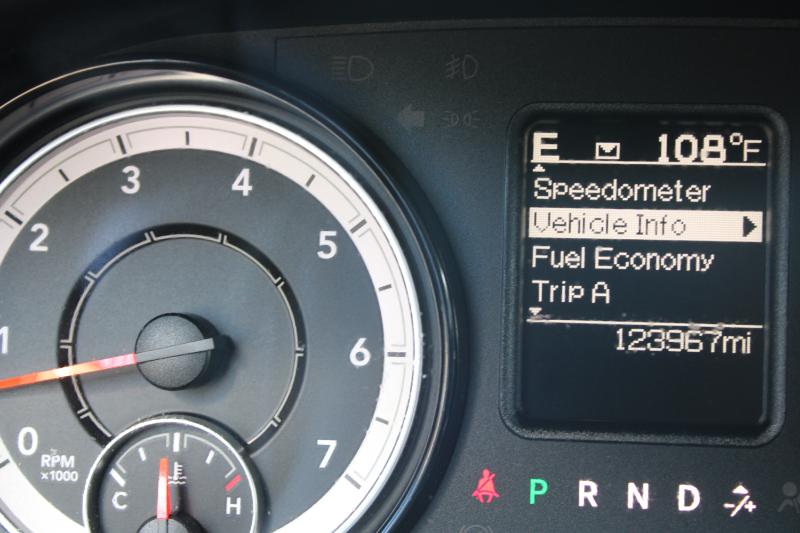 E 108°F
Speedometer
Vehicle Info
Fuel Economy
Trip A
123967mi
3
4
2
5
1
6
0
7
RPM
x1000
C H
P R N D -/+